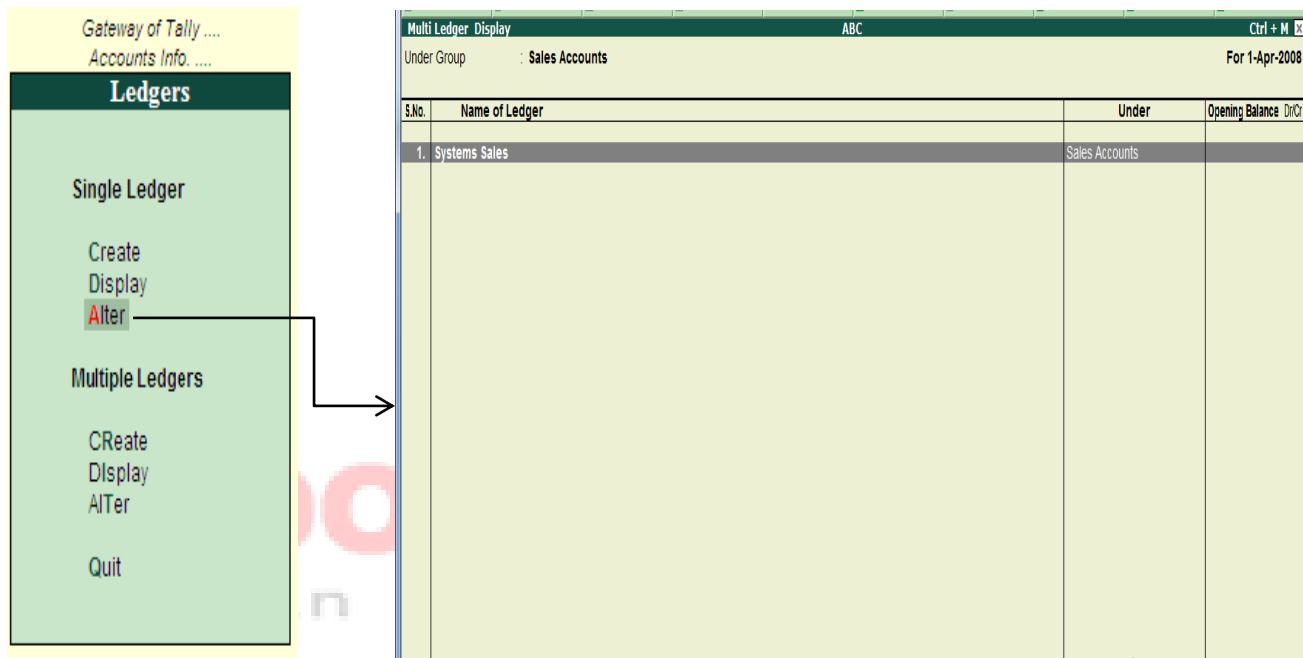 Gateway of Tally ....
Accounts Info. ....
Ledgers
Single Ledger
Create
Display
Alter
Multiple Ledgers
CReate
DIsplay
AlTer
Quit
Multi Ledger Display ABC Ctrl + M
Under Group : Sales Accounts For 1-Apr-2008
S.No. Name of Ledger Under Opening Balance Dr/Cr
1. Systems Sales Sales Accounts